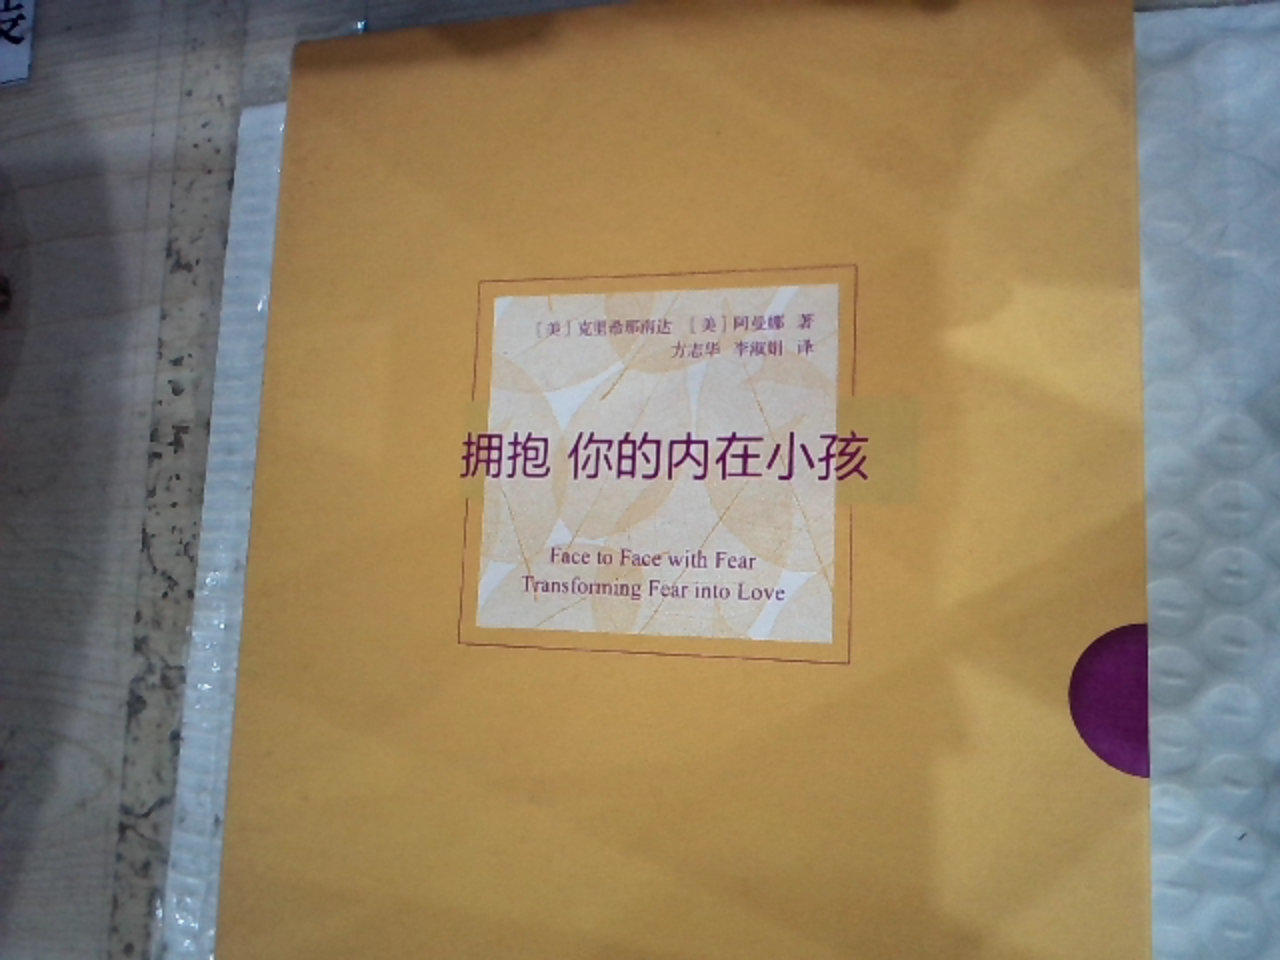 ［美］克里希那南达 ［美］阿曼娜 著
方志华 李淑娟 译
拥抱 你的内在小孩
Face to Face with Fear
Transforming Fear into Love